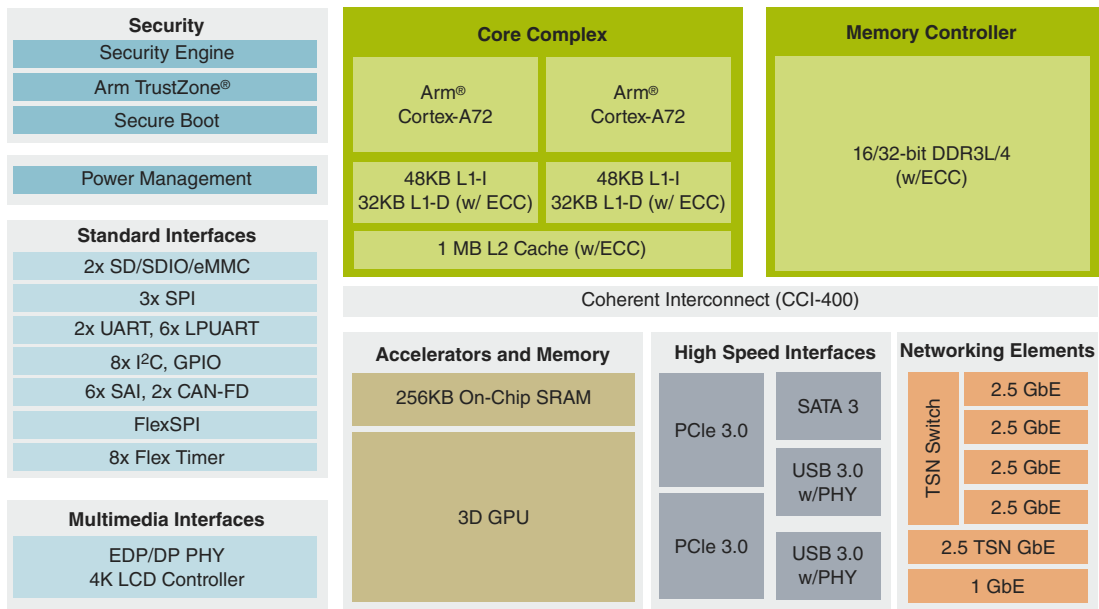 Security
Security Engine
Arm TrustZone®
Secure Boot
Power Management
Standard Interfaces
2x SD/SDIO/eMMC
3x SPI
2x UART, 6x LPUART
8x I²C, GPIO
6x SAI, 2x CAN-FD
FlexSPI
8x Flex Timer
Multimedia Interfaces
EDP/DP PHY
4K LCD Controller
Core Complex
Arm®
Cortex-A72
Arm®
Cortex-A72
48KB L1-I
32KB L1-D (w/ ECC)
48KB L1-I
32KB L1-D (w/ ECC)
1 MB L2 Cache (w/ECC)
Memory Controller
16/32-bit DDR3L/4
(w/ECC)
Coherent Interconnect (CCI-400)
Accelerators and Memory
256KB On-Chip SRAM
3D GPU
High Speed Interfaces
PCIe 3.0
PCIe 3.0
SATA 3
USB 3.0
w/PHY
USB 3.0
w/PHY
Networking Elements
TSN Switch
2.5 GbE
2.5 GbE
2.5 GbE
2.5 GbE
2.5 TSN GbE
1 GbE